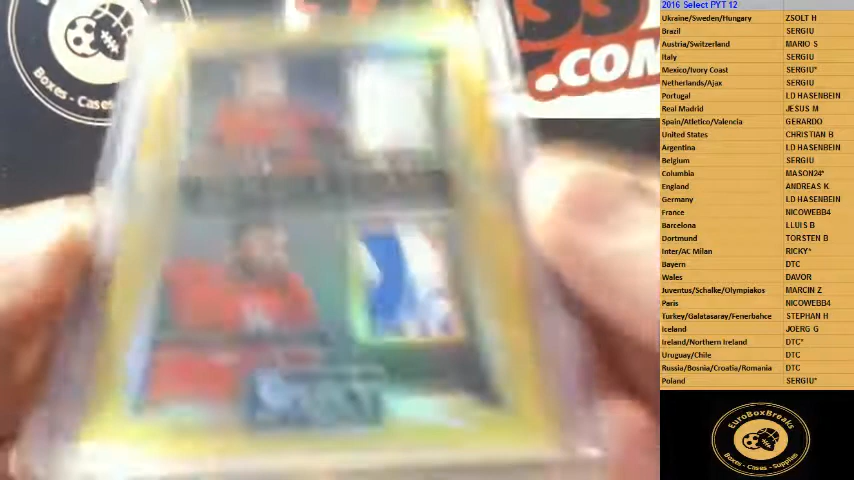 Boxes - Cases
.COM
2016 Select PYT 12
Ukraine/Sweden/Hungary ZSOLT H
Brazil SERGIU
Austria/Switzerland MARIO S
Italy SERGIU
Mexico/Ivory Coast SERGIU*
Netherlands/Ajax SERGIU
Portugal LD HASENBEIN
Real Madrid JESUS M
Spain/Atletico/Valencia GERARDO
United States CHRISTIAN B
Argentina LD HASENBEIN
Belgium SERGIU
Columbia MASON24*
England ANDREAS K
Germany LD HASENBEIN
France NICOWEBB4
Barcelona LLUIS B
Dortmund TORSTEN B
Inter/AC Milan RICKY*
Bayern DTC
Wales DAVOR
Juventus/Schalke/Olympiakos MARCIN Z
Paris NICOWEBB4
Turkey/Galatasaray/Fenerbahce STEPHAN H
Iceland JOERG G
Ireland/Northern Ireland DTC*
Uruguay/Chile DTC
Russia/Bosnia/Croatia/Romania DTC
Poland SERGIU*
EuroBoxBreaks
Boxes - Cases - Supplies